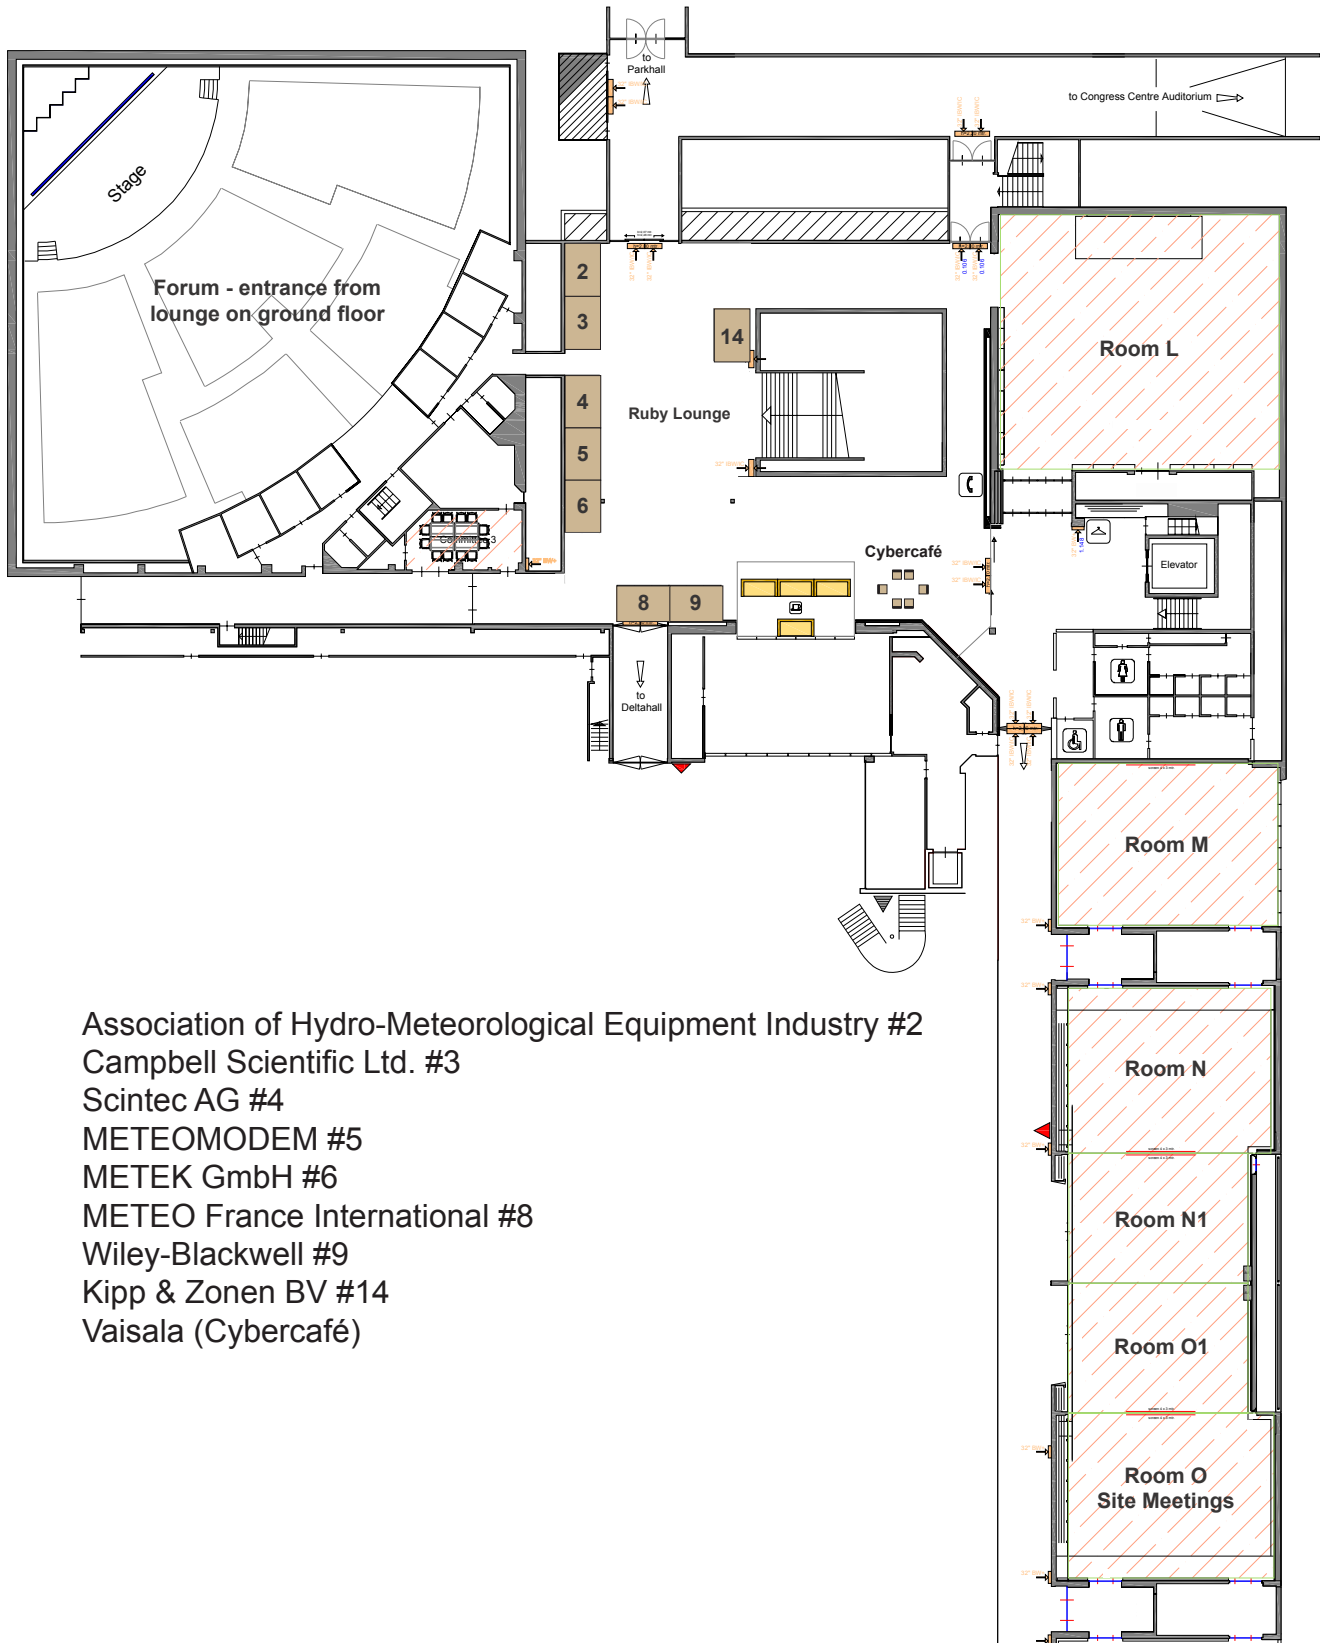 to
Parkhall
to Congress Centre Auditorium
Stage
Forum - entrance from
lounge on ground floor
2
3
14
Room L
4
Ruby Lounge
5
6
Cybercafé
Elevator
8
9
to
Deltahall
Room M
Room N
Room N1
Room O1
Room O
Site Meetings
Association of Hydro-Meteorological Equipment Industry #2
Campbell Scientific Ltd. #3
Scintec AG #4
METEOMODEM #5
METEK GmbH #6
METEO France International #8
Wiley-Blackwell #9
Kipp & Zonen BV #14
Vaisala (Cybercafé)